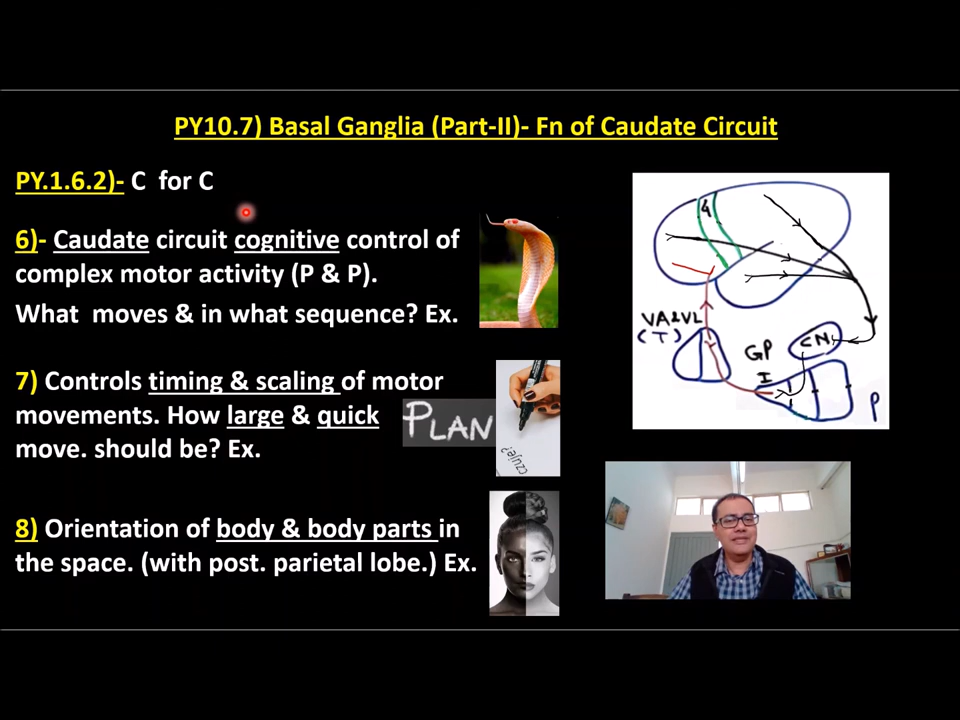 PY10.7) Basal Ganglia (Part-II)- Fn of Caudate Circuit
PY.1.6.2)- C for C
6)- Caudate circuit cognitive control of
complex motor activity (P & P).
What moves & in what sequence? Ex.
7) Controls timing & scaling of motor
movements. How large & quick
move. should be? Ex.
PLAN
czuje?
8) Orientation of body & body parts in
the space. (with post. parietal lobe.) Ex.
4
VA&VL
(T)
GP
I
CN
P